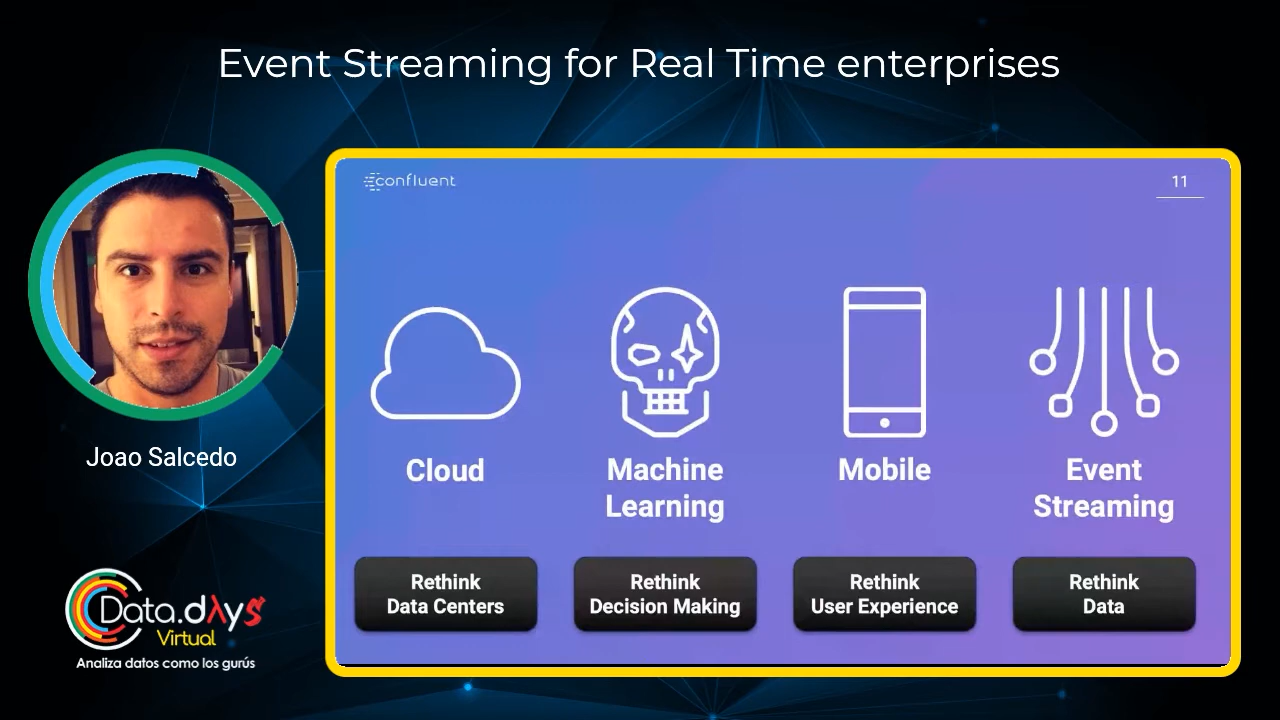 Event Streaming for Real Time enterprises
confluent
11
Joao Salcedo
Cloud
Machine
Learning
Mobile
Event
Streaming
Rethink
Data Centers
Rethink
Decision Making
Rethink
User Experience
Rethink
Data
Data.dλys
Virtual
Analiza datos como los gurús